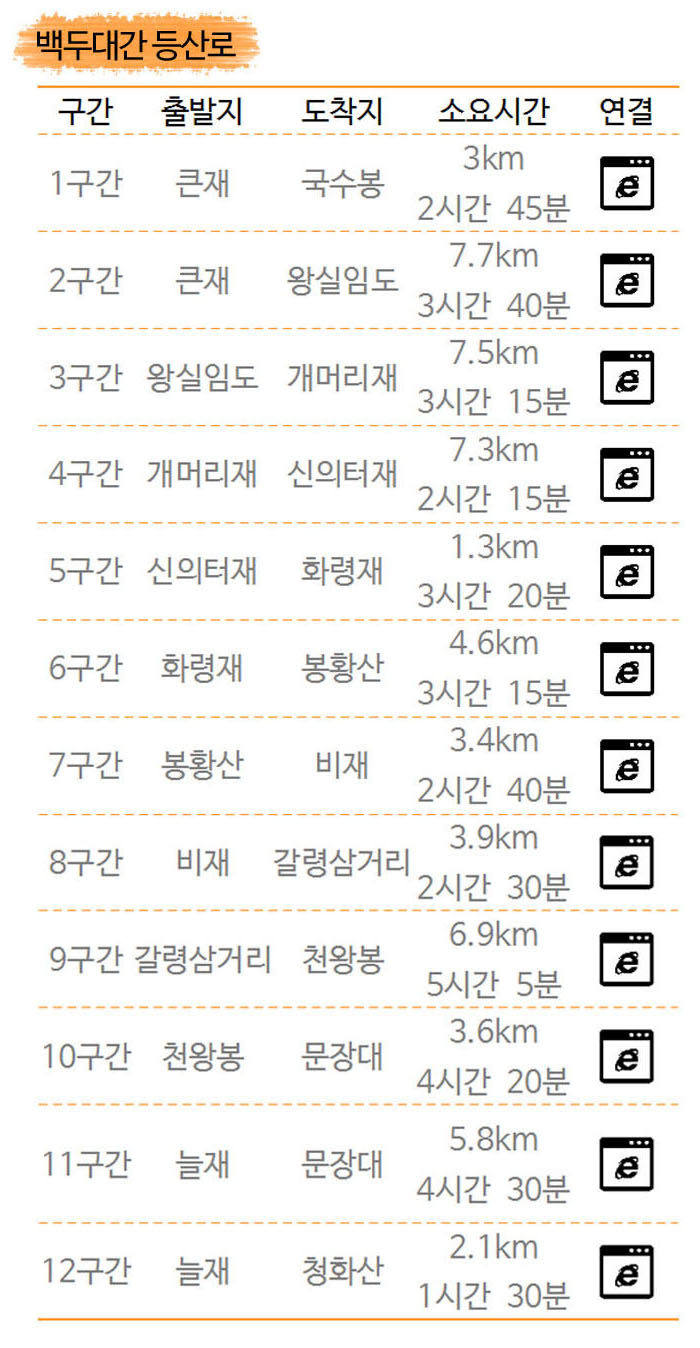 백두대간 등산로
구간 출발지 도착지 소요시간 연결
3km
1구간 큰재 국수봉
2시간 45분
7.7km
2구간 큰재 왕실임도
3시간 40분
7.5km
3구간 왕실임도 개머리재
3시간 15분
7.3km
4구간 개머리재 신의터재
2시간 15분
1.3km
5구간 신의터재 화령재
3시간 20분
4.6km
6구간 화령재 봉황산
3시간 15분
3.4km
7구간 봉황산 비재
2시간 40분
3.9km
8구간 비재 갈령삼거리
2시간 30분
6.9km
9구간 갈령삼거리 천왕봉
5시간 5분
3.6km
10구간 천왕봉 문장대
4시간 20분
5.8km
11구간 늘재 문장대
4시간 30분
2.1km
12구간 늘재 청화산
1시간 30분